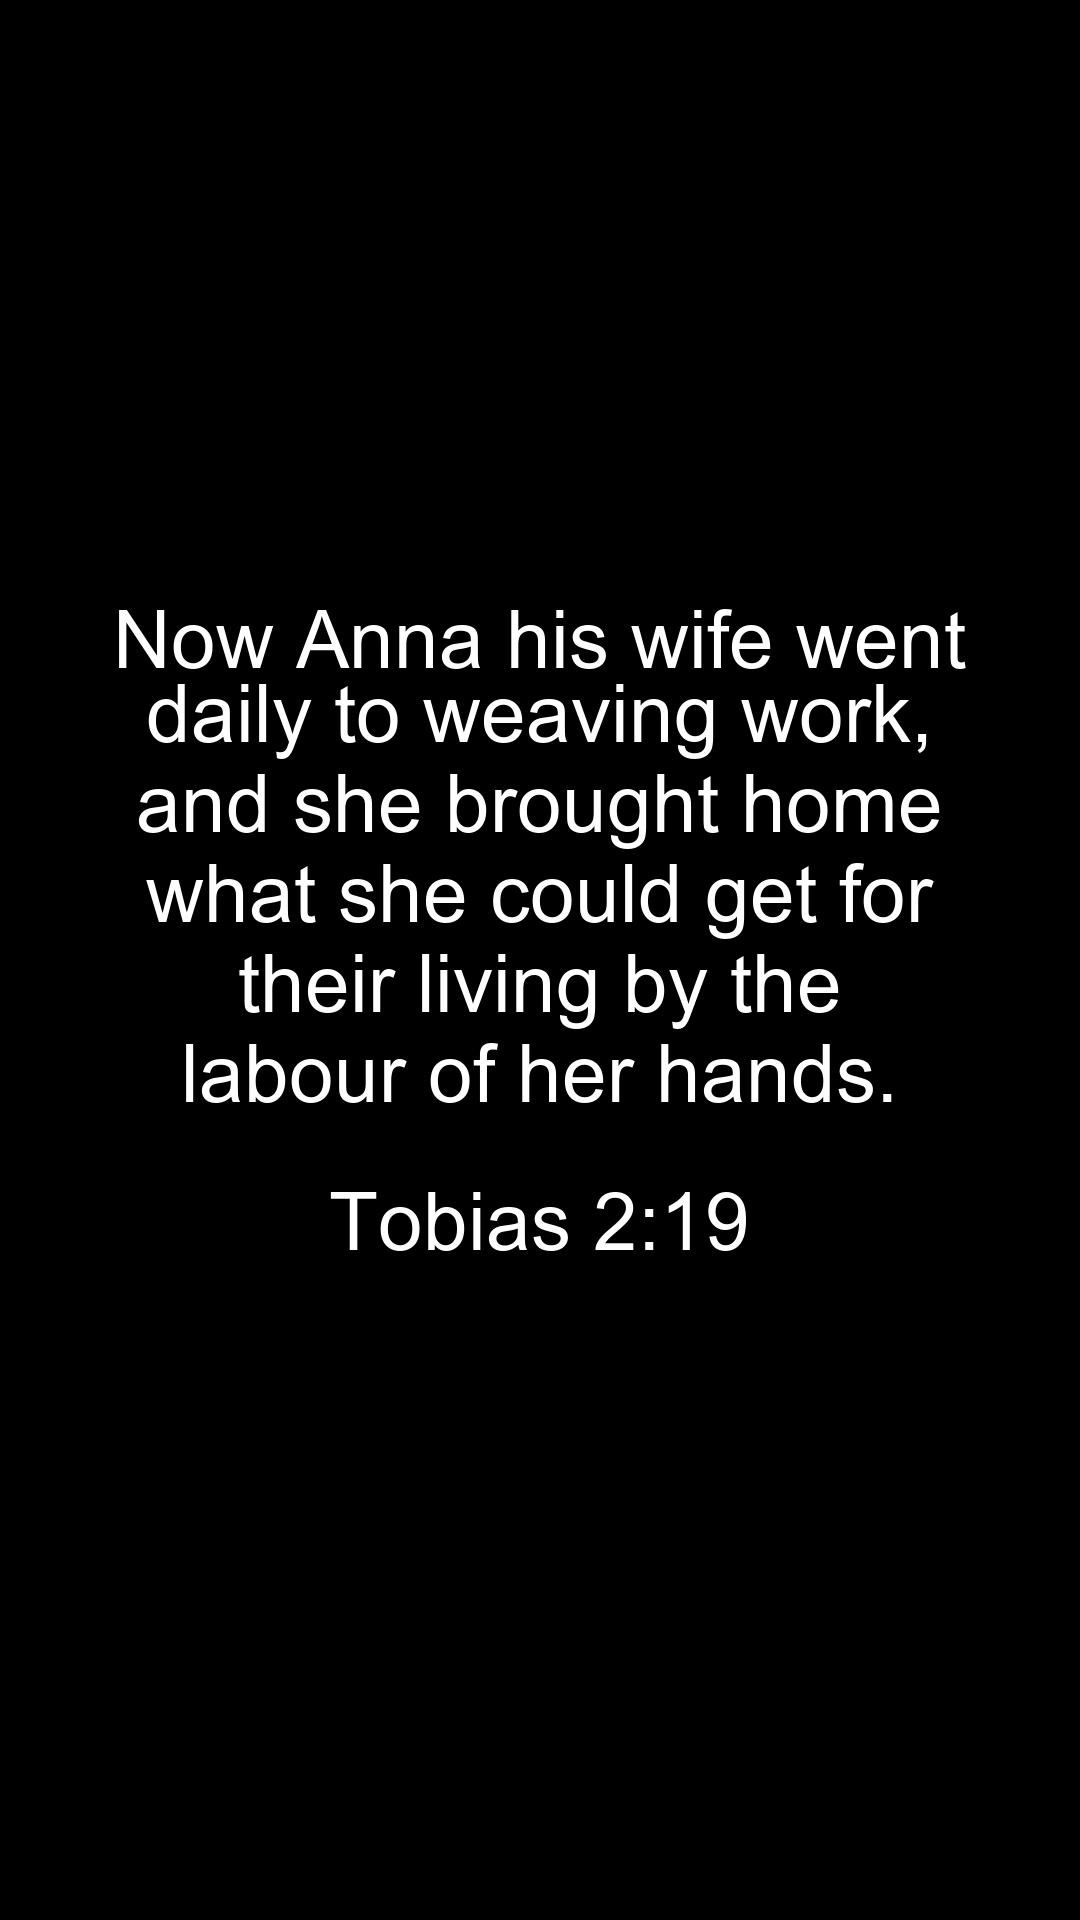 Now Anna his wife went
daily to weaving work,
and she brought home
what she could get for
their living by the
labour of her hands.
Tobias 2:19